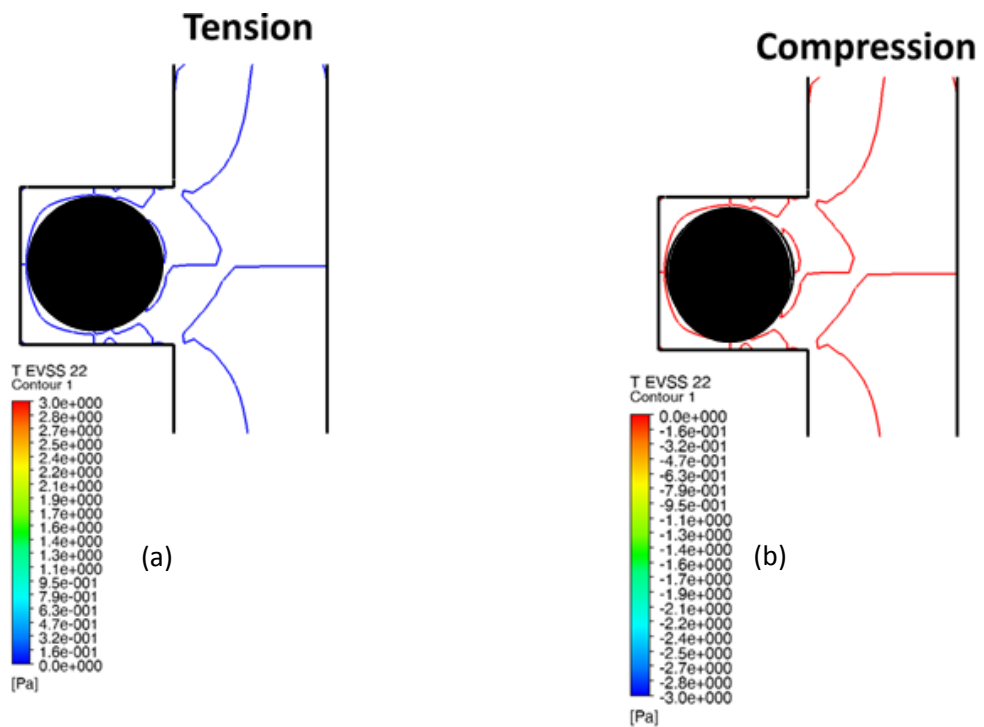 Tension
Compression
T EVSS 22
Contour 1
3.0e+000
2.8e+000
2.7e+000
2.5e+000
2.4e+000
2.2e+000
2.1e+000
1.9e+000
1.7e+000
1.6e+000
1.4e+000
1.3e+000
1.1e+000
9.5e-001
7.9e-001
6.3e-001
4.7e-001
3.2e-001
1.6e-001
0.0e+000
[Pa]
(a)
T EVSS 22
Contour 1
0.0e+000
-1.6e-001
-3.2e-001
-4.7e-001
-6.3e-001
-7.9e-001
-9.5e-001
-1.1e+000
-1.3e+000
-1.4e+000
-1.6e+000
-1.7e+000
-1.9e+000
-2.1e+000
-2.2e+000
-2.4e+000
-2.5e+000
-2.7e+000
-2.8e+000
-3.0e+000
[Pa]
(b)